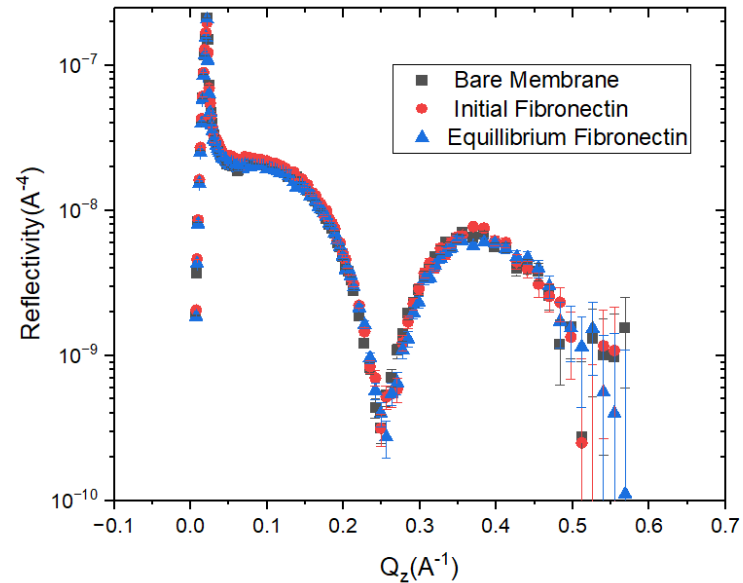 10⁻⁷
10⁻⁸
10⁻⁹
10⁻¹⁰
Reflectivity(A⁻⁴)
Bare Membrane
Initial Fibronectin
Equillibrium Fibronectin
−0.1 0.0 0.1 0.2 0.3 0.4 0.5 0.6 0.7
Q_z(A⁻¹)